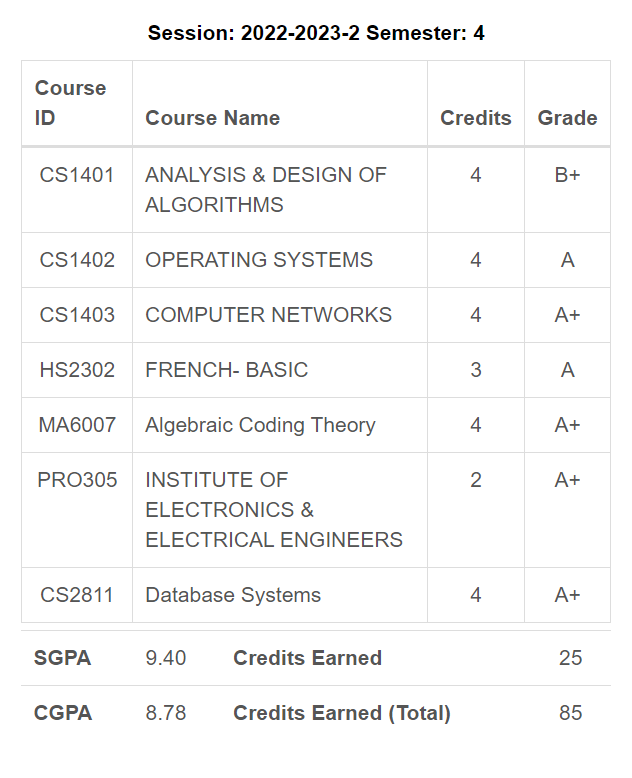 Session: 2022-2023-2 Semester: 4
Course ID Course Name Credits Grade
CS1401 ANALYSIS & DESIGN OF ALGORITHMS 4 B+
CS1402 OPERATING SYSTEMS 4 A
CS1403 COMPUTER NETWORKS 4 A+
HS2302 FRENCH- BASIC 3 A
MA6007 Algebraic Coding Theory 4 A+
PRO305 INSTITUTE OF ELECTRONICS & ELECTRICAL ENGINEERS 2 A+
CS2811 Database Systems 4 A+
SGPA 9.40 Credits Earned 25
CGPA 8.78 Credits Earned (Total) 85